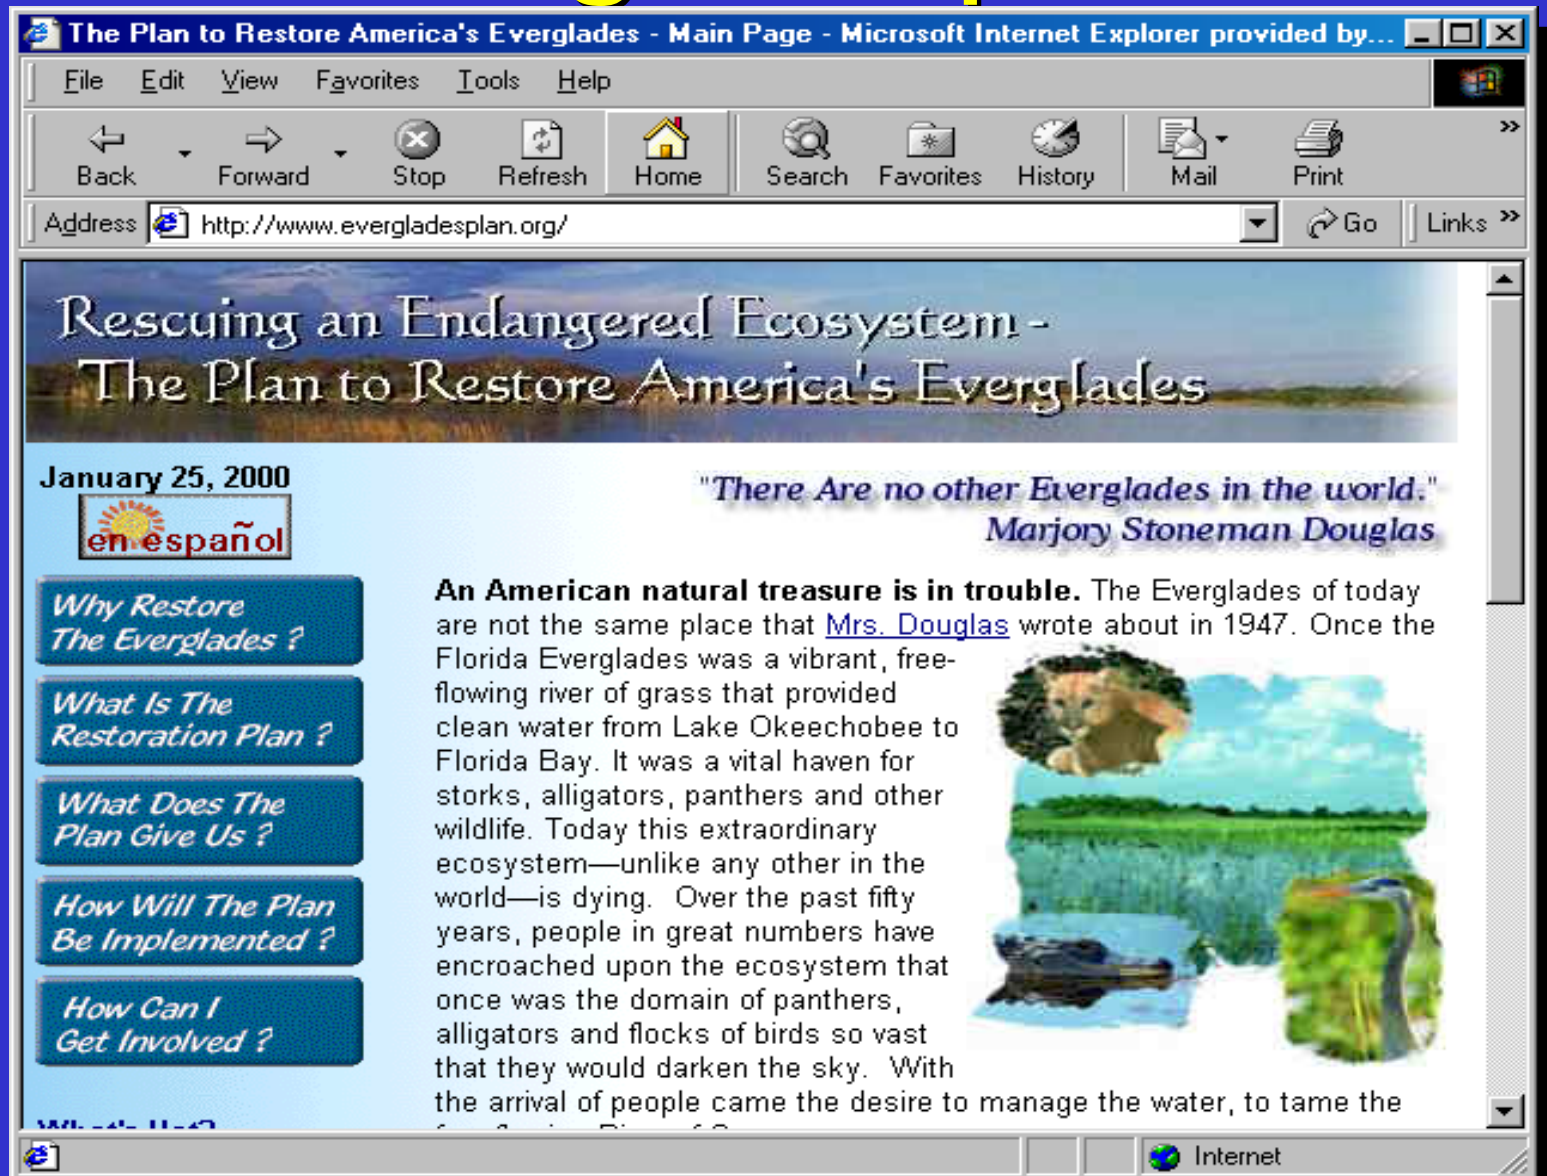 The Plan to Restore America's Everglades - Main Page - Microsoft Internet Explorer provided by...
File Edit View Favorites Tools Help
Back Forward Stop Refresh Home Search Favorites History Mail Print »
Address http://www.evergladesplan.org/ Go Links »
Rescuing an Endangered Ecosystem -
The Plan to Restore America's Everglades
January 25, 2000
en español
"There Are no other Everglades in the world."
Marjory Stoneman Douglas
Why Restore
The Everglades ?
What Is The
Restoration Plan ?
What Does The
Plan Give Us ?
How Will The Plan
Be Implemented ?
How Can I
Get Involved ?
What's Hot?
An American natural treasure is in trouble. The Everglades of today
are not the same place that Mrs. Douglas wrote about in 1947. Once the
Florida Everglades was a vibrant, free-
flowing river of grass that provided
clean water from Lake Okeechobee to
Florida Bay. It was a vital haven for
storks, alligators, panthers and other
wildlife. Today this extraordinary
ecosystem—unlike any other in the
world—is dying. Over the past fifty
years, people in great numbers have
encroached upon the ecosystem that
once was the domain of panthers,
alligators and flocks of birds so vast
that they would darken the sky. With
the arrival of people came the desire to manage the water, to tame the
Internet